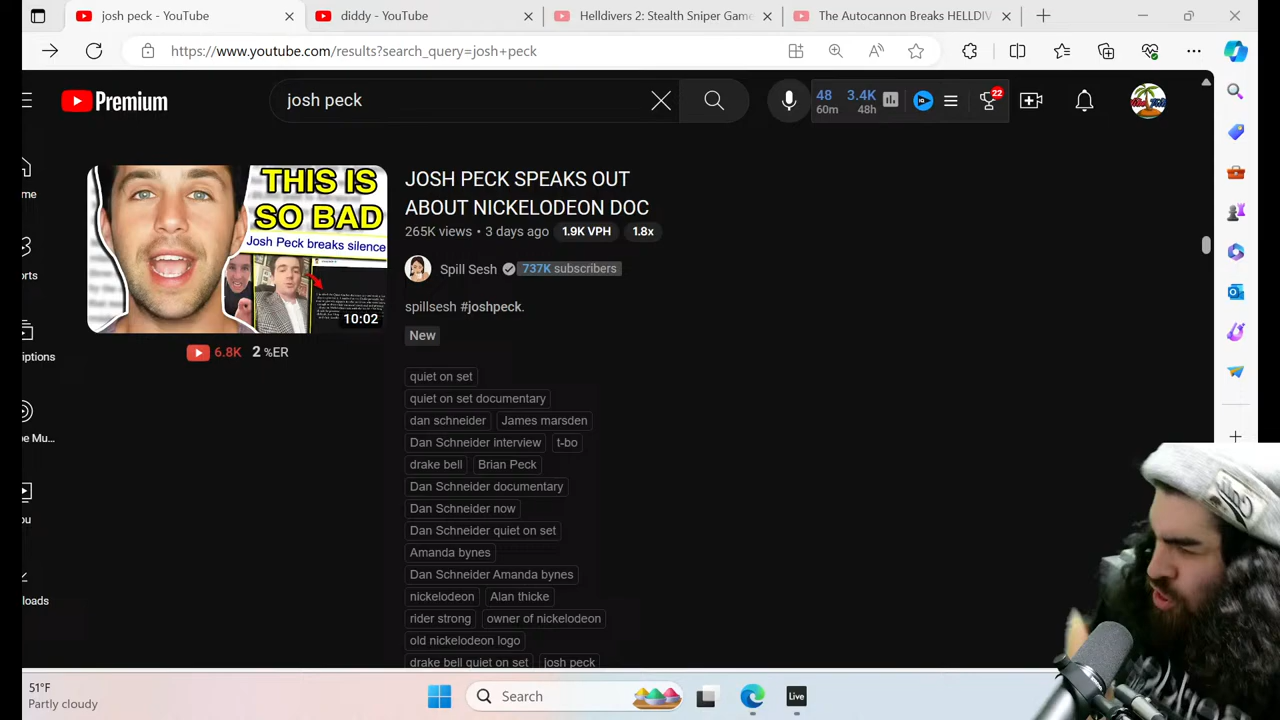 josh peck - YouTube
diddy - YouTube
Helldivers 2: Stealth Sniper Game
The Autocannon Breaks HELLDIV
https://www.youtube.com/results?search_query=josh+peck
Premium
josh peck
48
60m
3.4K
48h
22
THIS IS
SO BAD
Josh Peck breaks silence
10:02
6.8K 2 %ER
JOSH PECK SPEAKS OUT
ABOUT NICKELODEON DOC
265K views • 3 days ago 1.9K VPH 1.8x
Spill Sesh 737K subscribers
spillsesh #joshpeck.
New
quiet on set
quiet on set documentary
dan schneider James marsden
Dan Schneider interview t-bo
drake bell Brian Peck
Dan Schneider documentary
Dan Schneider now
Dan Schneider quiet on set
Amanda bynes
Dan Schneider Amanda bynes
nickelodeon Alan thicke
rider strong owner of nickelodeon
old nickelodeon logo
drake bell quiet on set josh peck
me
orts
iptions
be Mu...
ou
loads
51°F
Partly cloudy
Search
Live